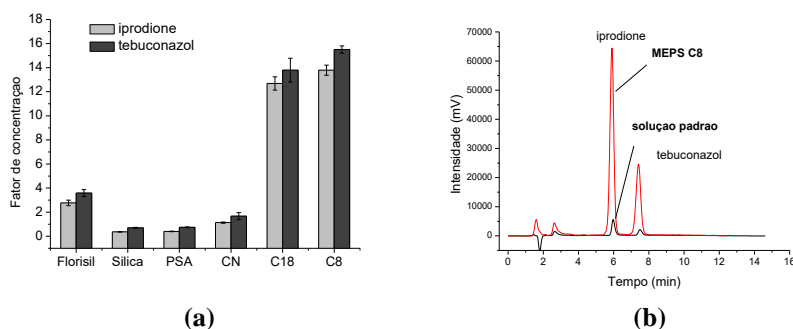 iprodione
tebuconazol
Fator de concentraçao
18
16
14
12
10
8
6
4
2
0
Florisil Silica PSA CN C18 C8
(a)
70000
60000
50000
40000
30000
20000
10000
0
-10000
Intensidade (mV)
iprodione
MEPS C8
soluçao padrao
tebuconazol
0 2 4 6 8 10 12 14 16
Tempo (min)
(b)